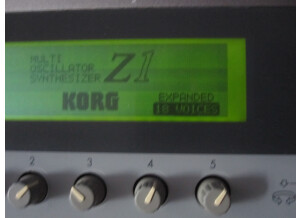 MULTI
OSCILLATOR
SYNTHESIZER
Z1
KORG
EXPANDED
18 VOICES
2 3 4 5